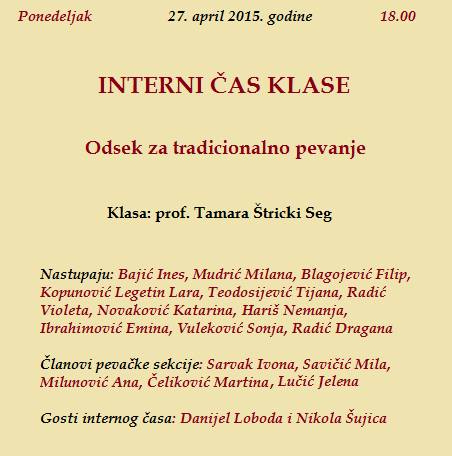 Ponedeljak 27. april 2015. godine 18.00
INTERNI ČAS KLASE
Odsek za tradicionalno pevanje
Klasa: prof. Tamara Štricki Seg
Nastupaju: Bajić Ines, Mudrić Milana, Blagojević Filip,
Kopunović Legetin Lara, Teodosijević Tijana, Radić
Violeta, Novaković Katarina, Hariš Nemanja,
Ibrahimović Emina, Vuleković Sonja, Radić Dragana
Članovi pevačke sekcije: Sarvak Ivona, Savičić Mila,
Milunović Ana, Čeliković Martina, Lučić Jelena
Gosti internog časa: Danijel Loboda i Nikola Šujica